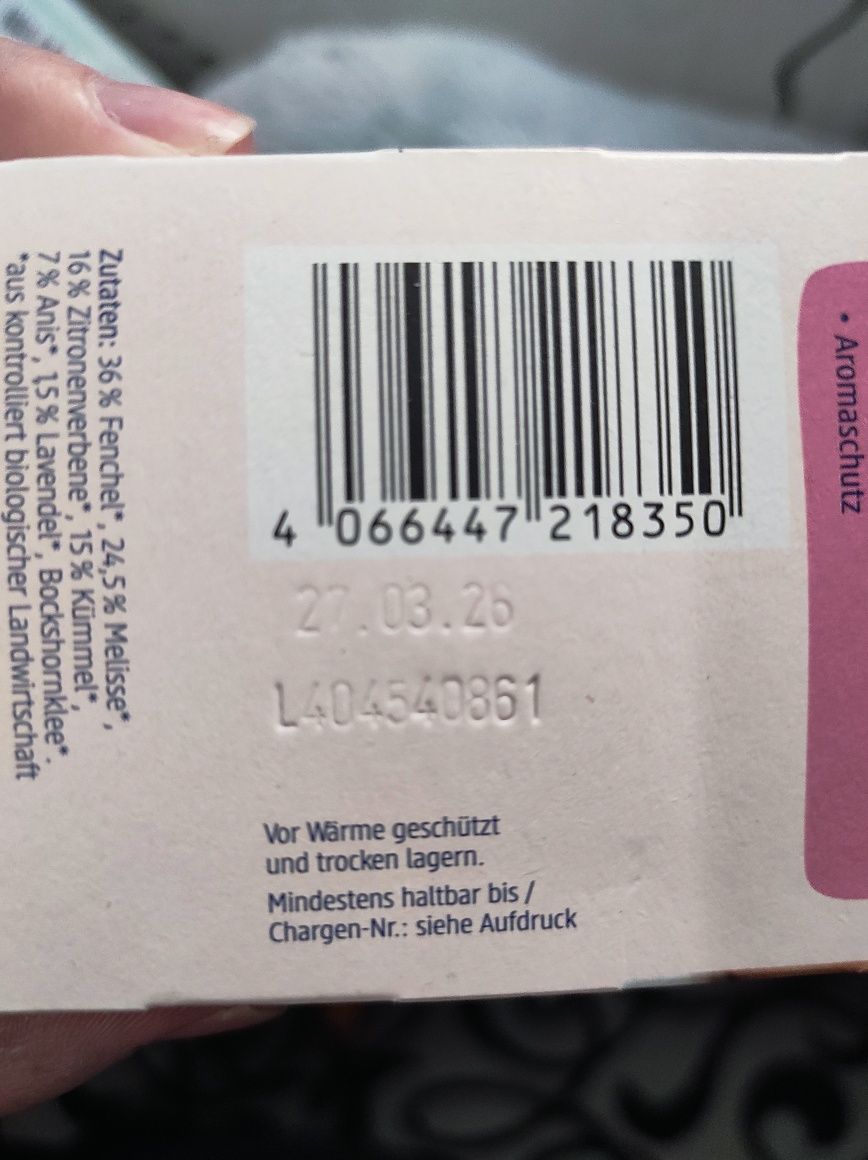 Zutaten: 36 % Fenchel*, 24,5 % Melisse*,
16 % Zitronenverbene*, 15 % Kümmel*,
7 % Anis*, 1,5 % Lavendel*, Bockshornklee*.
*aus kontrolliert biologischer Landwirtschaft
4 066447 218350
27.03.26
L404540861
Vor Wärme geschützt
und trocken lagern.
Mindestens haltbar bis /
Chargen-Nr.: siehe Aufdruck
• Aromaschutz